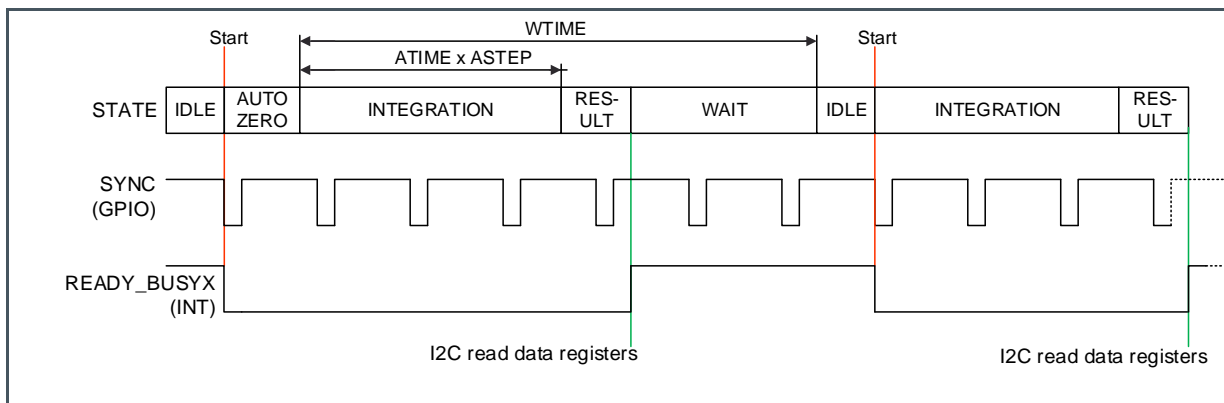 WTIME
Start
Start
ATIME x ASTEP
STATE
IDLE
AUTO
ZERO
INTEGRATION
RES-
ULT
WAIT
IDLE
INTEGRATION
RES-
ULT
SYNC
(GPIO)
READY_BUSYX
(INT)
I2C read data registers
I2C read data registers